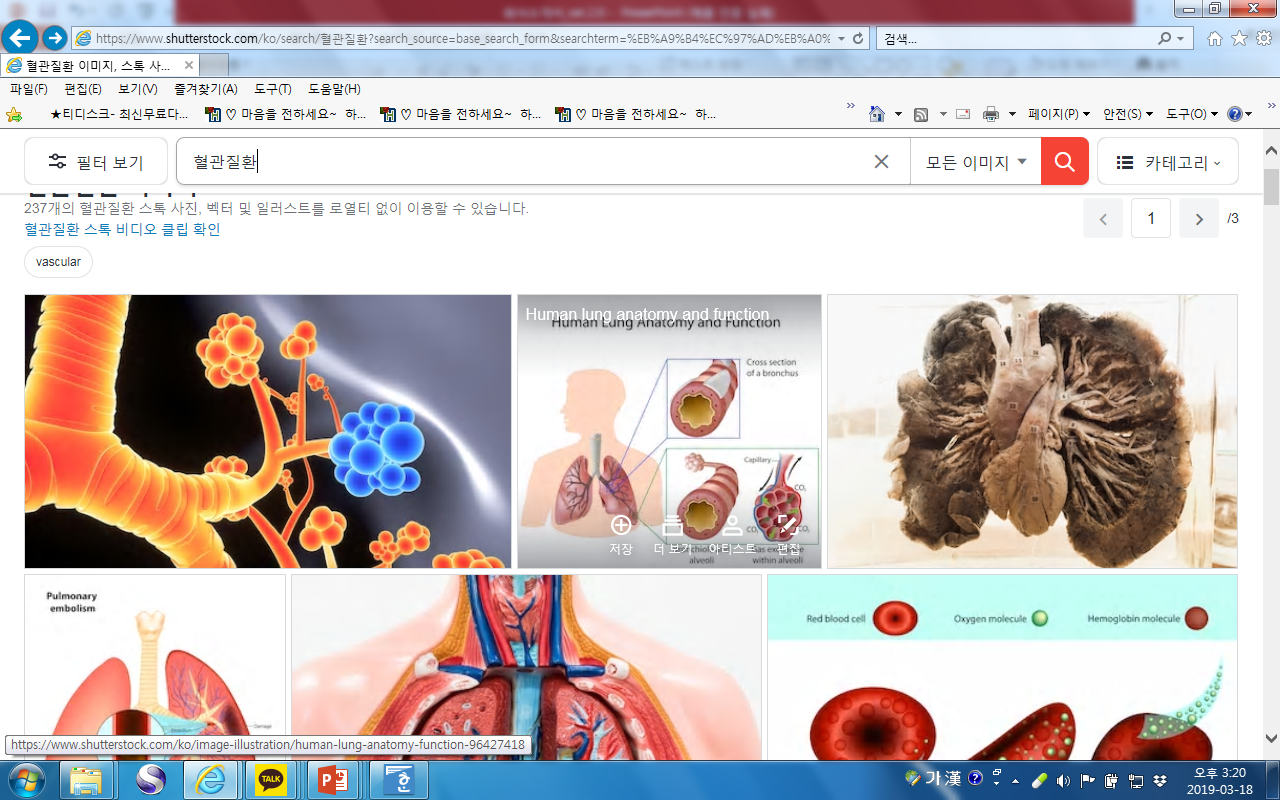 https://www.shutterstock.com/ko/search/혈관질환?search_source=base_search_form&searchterm=%EB%A9%B4%EC%97%AD%EB%A0%
검색...
혈관질환 이미지, 스톡 사...
파일(F) 편집(E) 보기(V) 즐겨찾기(A) 도구(T) 도움말(H)
★티디스크- 최신무료다... ♡ 마음을 전하세요~ 하... ♡ 마음을 전하세요~ 하... ♡ 마음을 전하세요~ 하...
페이지(P) 안전(S) 도구(O)
필터 보기
혈관질환
모든 이미지
카테고리
237개의 혈관질환 스톡 사진, 벡터 및 일러스트를 로열티 없이 이용할 수 있습니다.
혈관질환 스톡 비디오 클립 확인
1 /3
vascular
Human lung anatomy and function
Human Lung Anatomy and Function
Cross section
of a bronchus
Capillary
CO₂
저장 더 보기 아티스트 편집
alveoli
within alveoli
Pulmonary
embolism
Damage
Red blood cell
Oxygen molecule
Hemoglobin molecule
https://www.shutterstock.com/ko/image-illustration/human-lung-anatomy-function-96427418
TALK
가 漢
오후 3:20
2019-03-18